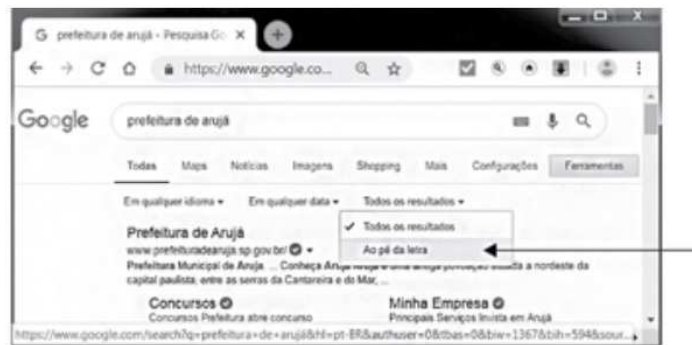 G prefeitura de arujá - Pesquisa Go
https://www.google.co...
Google prefeitura de arujá
Todas Maps Notícias Imagens Shopping Mais Configurações Ferramentas
Em qualquer idioma Em qualquer data Todos os resultados
Todos os resultados
Ao pé da letra
Prefeitura de Arujá
www.prefeituradearuja.sp.gov.br/
Prefeitura Municipal de Arujá ... Conheça Arujá a nordeste da
capital paulista, entre as serras da Cantareira e do Mar, ...
Concursos Minha Empresa
Concursos Prefeitura abre concurso Principais Serviços Invista em Arujá
https://www.google.com/search?q=prefeitura+de+arujá&hl=pt-BR&authuser=0&tbas=0&biw=1367&bih=594&sour...